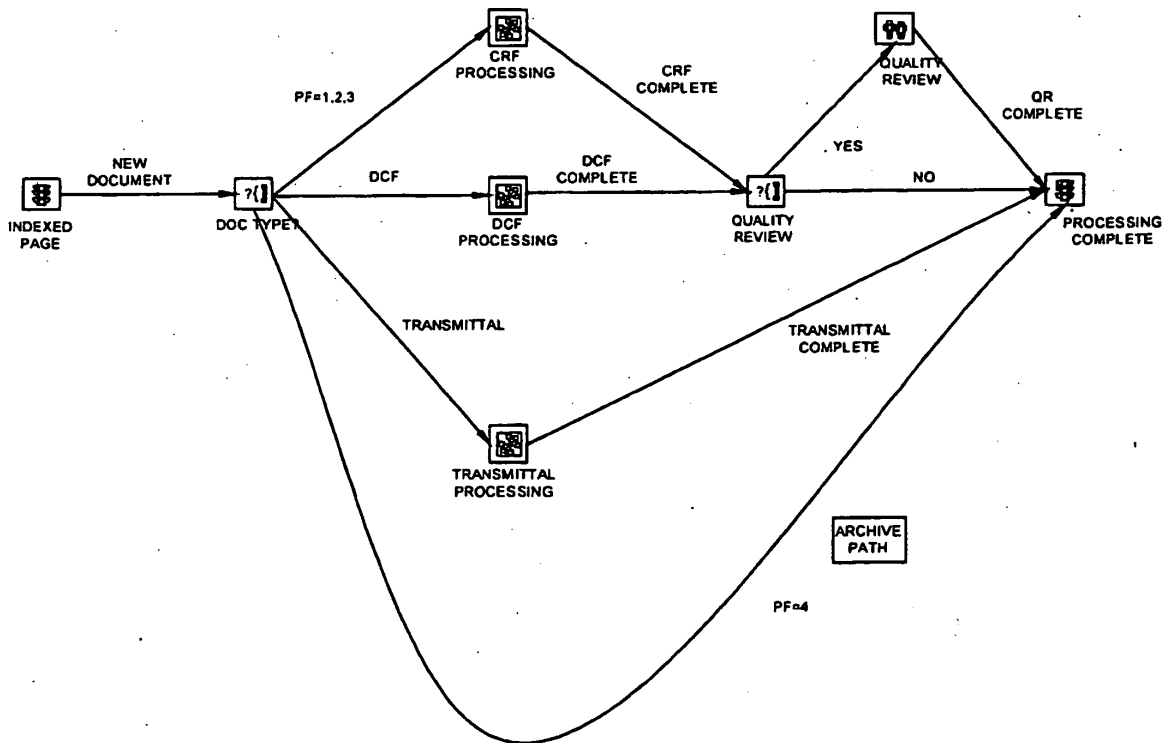 CRF
PROCESSING
QUALITY
REVIEW
CRF
COMPLETE
PF=1,2,3
QR
COMPLETE
NEW
DOCUMENT
DCF
DCF
COMPLETE
YES
NO
?{]
?{]
INDEXED
PAGE
DOC TYPE?
DCF
PROCESSING
QUALITY
REVIEW
PROCESSING
COMPLETE
TRANSMITTAL
TRANSMITTAL
COMPLETE
TRANSMITTAL
PROCESSING
ARCHIVE
PATH
PF=4